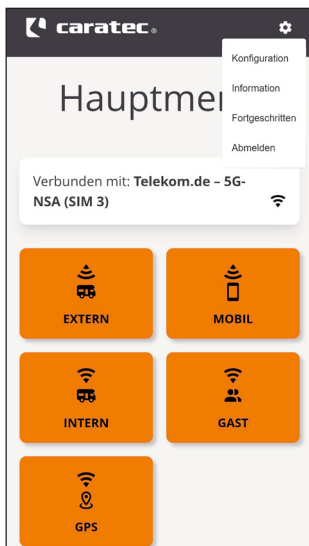 caratec®
Konfiguration
Information
Fortgeschritten
Abmelden
Hauptme
Verbunden mit: Telekom.de – 5G-
NSA (SIM 3)
EXTERN
MOBIL
INTERN
GAST
GPS